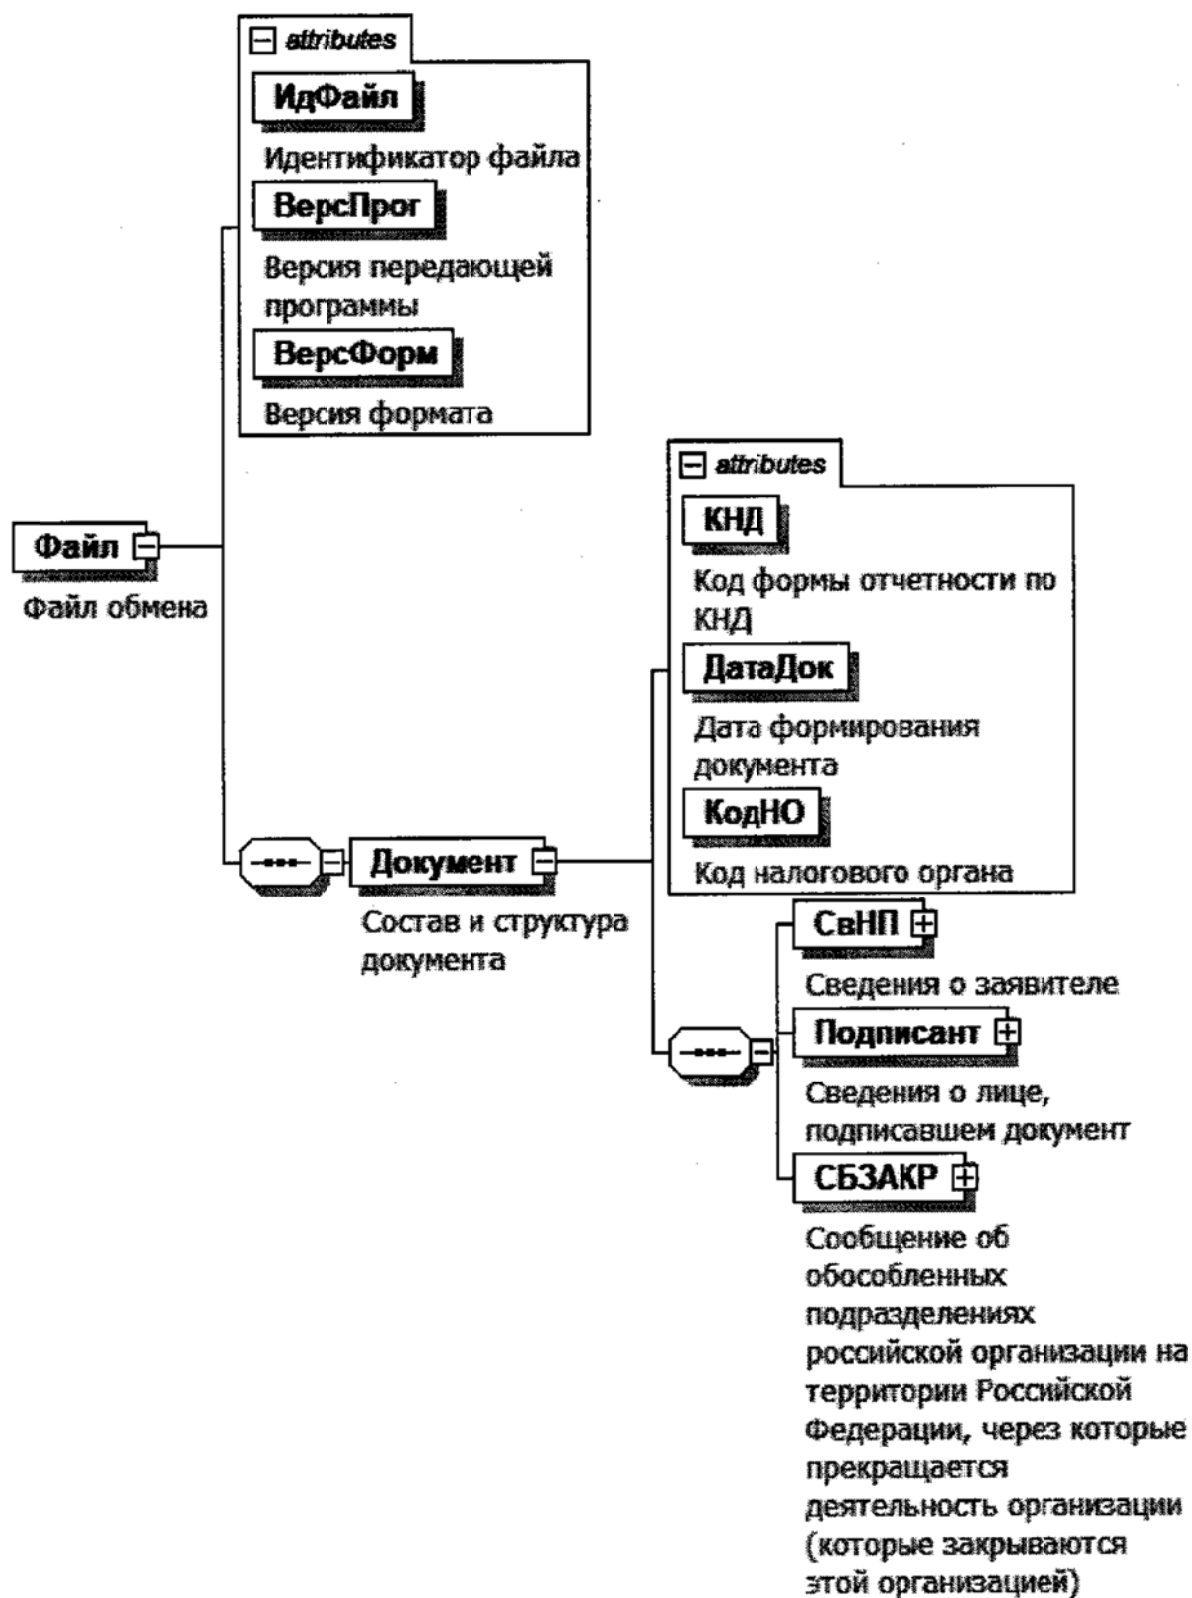 attributes
ИдФайл
Идентификатор файла
ВерсПрог
Версия передающей
программы
ВерсФорм
Версия формата
Файл
Файл обмена
attributes
КНД
Код формы отчетности по
КНД
ДатаДок
Дата формирования
документа
КодНО
Код налогового органа
Документ
Состав и структура
документа
СвНП
Сведения о заявителе
Подписант
Сведения о лице,
подписавшем документ
СБЗАКР
Сообщение об
обособленных
подразделениях
российской организации на
территории Российской
Федерации, через которые
прекращается
деятельность организации
(которые закрываются
этой организацией)